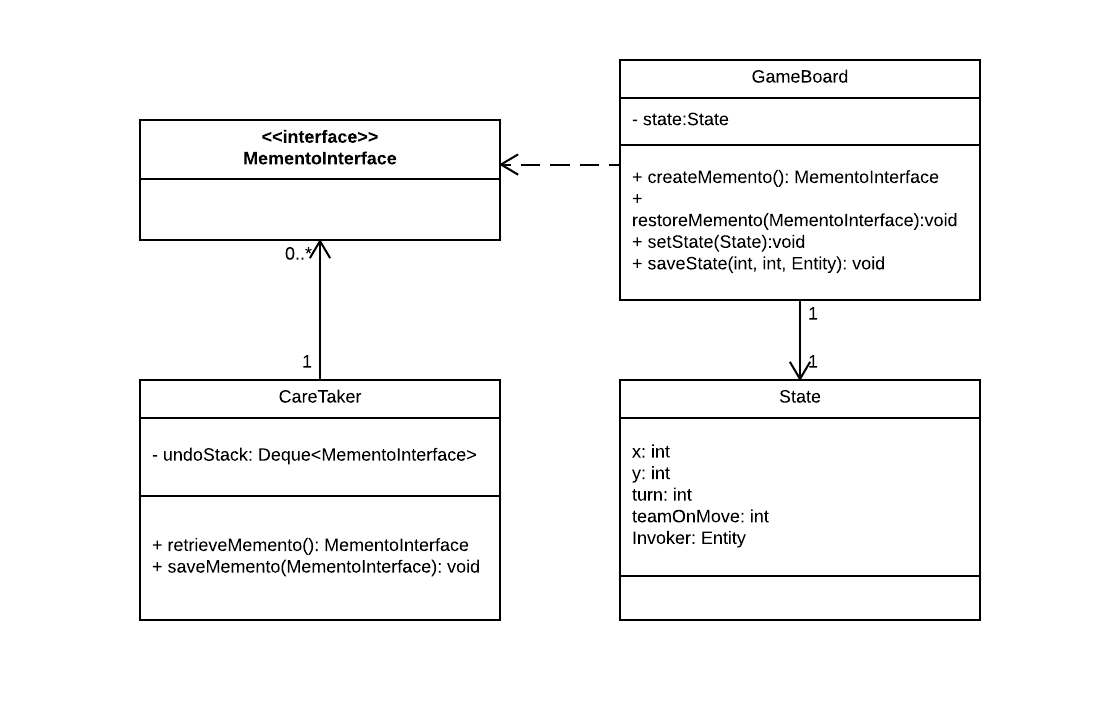 <<interface>>
MementoInterface
0..*
1
CareTaker
- undoStack: Deque<MementoInterface>
+ retrieveMemento(): MementoInterface
+ saveMemento(MementoInterface): void
GameBoard
- state:State
+ createMemento(): MementoInterface
+
restoreMemento(MementoInterface):void
+ setState(State):void
+ saveState(int, int, Entity): void
1
1
State
x: int
y: int
turn: int
teamOnMove: int
Invoker: Entity